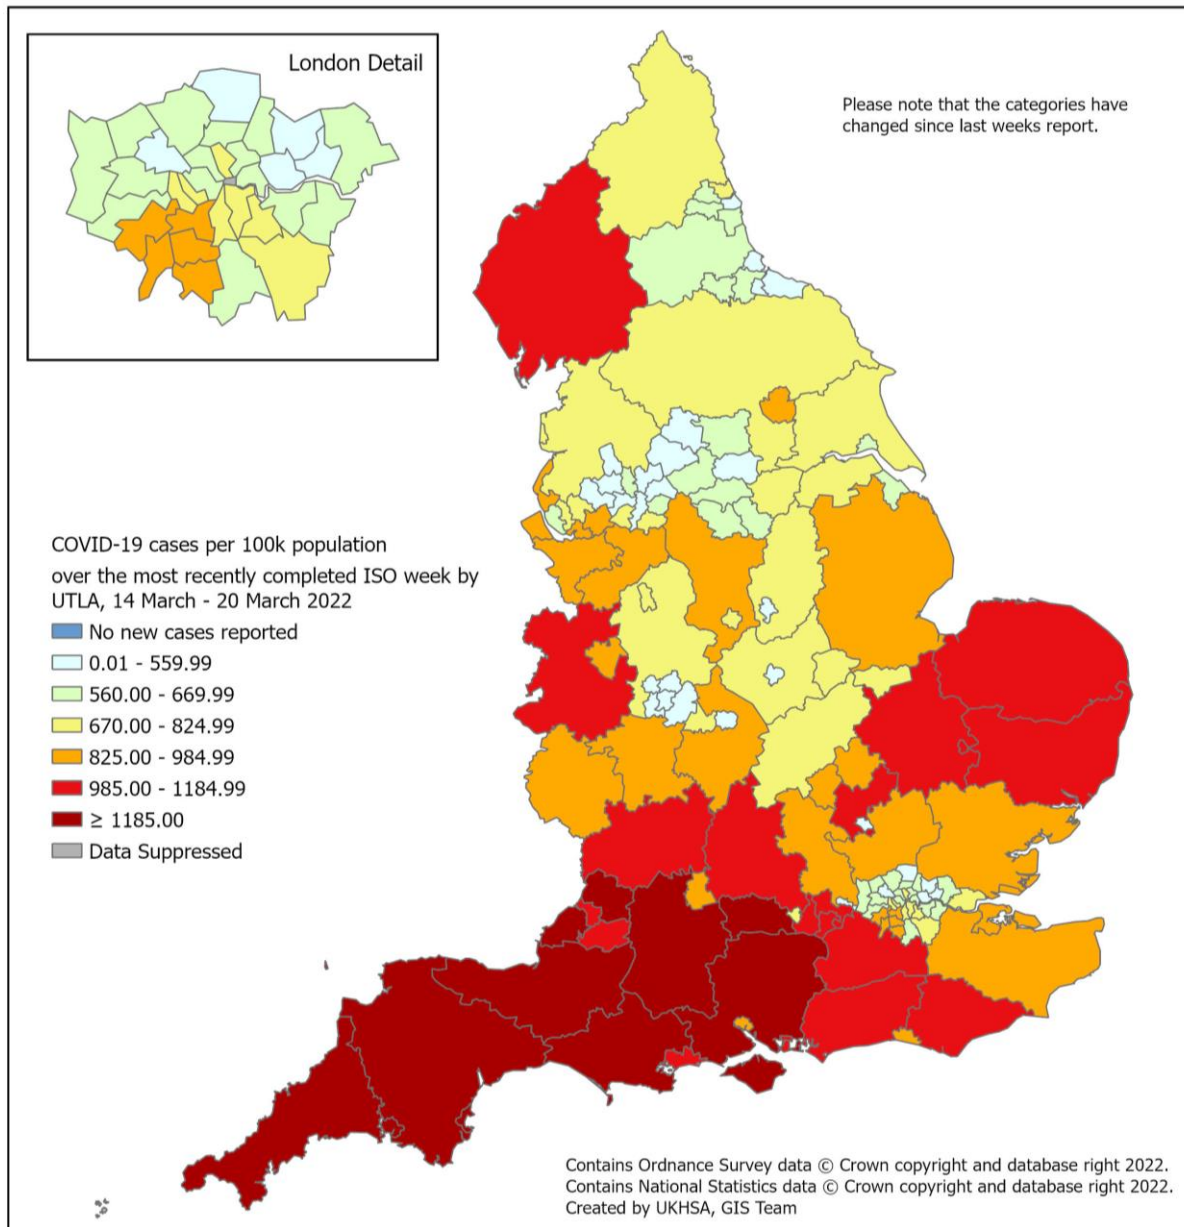 London Detail
Please note that the categories have
changed since last weeks report.
COVID-19 cases per 100k population
over the most recently completed ISO week by
UTLA, 14 March - 20 March 2022
No new cases reported
0.01 - 559.99
560.00 - 669.99
670.00 - 824.99
825.00 - 984.99
985.00 - 1184.99
≥ 1185.00
Data Suppressed
Contains Ordnance Survey data © Crown copyright and database right 2022.
Contains National Statistics data © Crown copyright and database right 2022.
Created by UKHSA, GIS Team